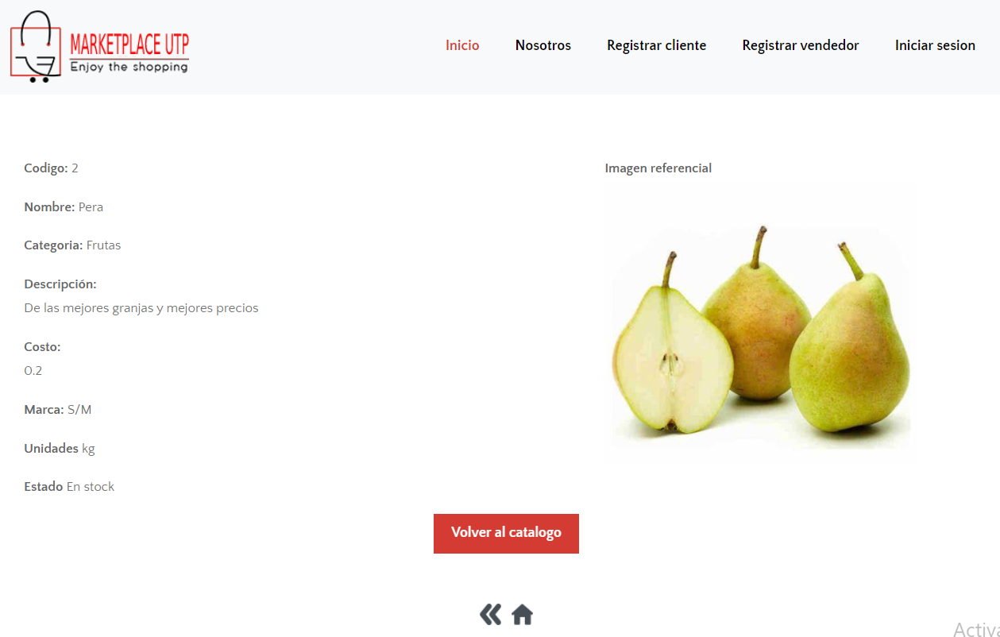 MARKETPLACE UTP
Enjoy the shopping
Inicio
Nosotros
Registrar cliente
Registrar vendedor
Iniciar sesion
Codigo: 2
Nombre: Pera
Categoria: Frutas
Descripción:
De las mejores granjas y mejores precios
Costo:
0.2
Marca: S/M
Unidades kg
Estado En stock
Imagen referencial
Volver al catalogo